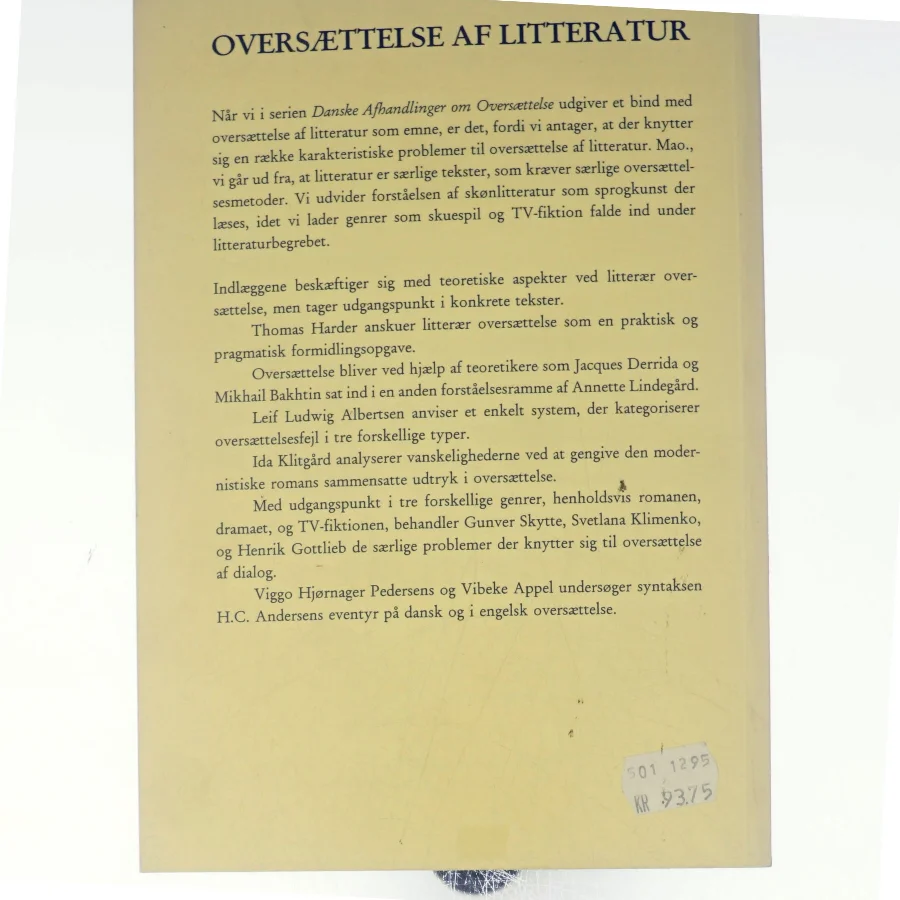 OVERSÆTTELSE AF LITTERATUR
Når vi i serien Danske Afhandlinger om Oversættelse udgiver et bind med
oversættelse af litteratur som emne, er det, fordi vi antager, at der knytter
sig en række karakteristiske problemer til oversættelse af litteratur. Mao.,
vi går ud fra, at litteratur er særlige tekster, som kræver særlige oversættel-
sesmetoder. Vi udvider forståelsen af skønlitteratur som sprogkunst der
læses, idet vi lader genrer som skuespil og TV-fiktion falde ind under
litteraturbegrebet.
Indlæggene beskæftiger sig med teoretiske aspekter ved litterær over-
sættelse, men tager udgangspunkt i konkrete tekster.
Thomas Harder anskuer litterær oversættelse som en praktisk og
pragmatisk formidlingsopgave.
Oversættelse bliver ved hjælp af teoretikere som Jacques Derrida og
Mikhail Bakhtin sat ind i en anden forståelsesramme af Annette Lindegård.
Leif Ludwig Albertsen anviser et enkelt system, der kategoriserer
oversættelsesfejl i tre forskellige typer.
Ida Klitgård analyserer vanskelighederne ved at gengive den moder-
nistiske romans sammensatte udtryk i oversættelse.
Med udgangspunkt i tre forskellige genrer, henholdsvis romanen,
dramaet, og TV-fiktionen, behandler Gunver Skytte, Svetlana Klimenko,
og Henrik Gottlieb de særlige problemer der knytter sig til oversættelse
af dialog.
Viggo Hjørnager Pedersens og Vibeke Appel undersøger syntaksen
H.C. Andersens eventyr på dansk og i engelsk oversættelse.
501 1295
KR 93.75